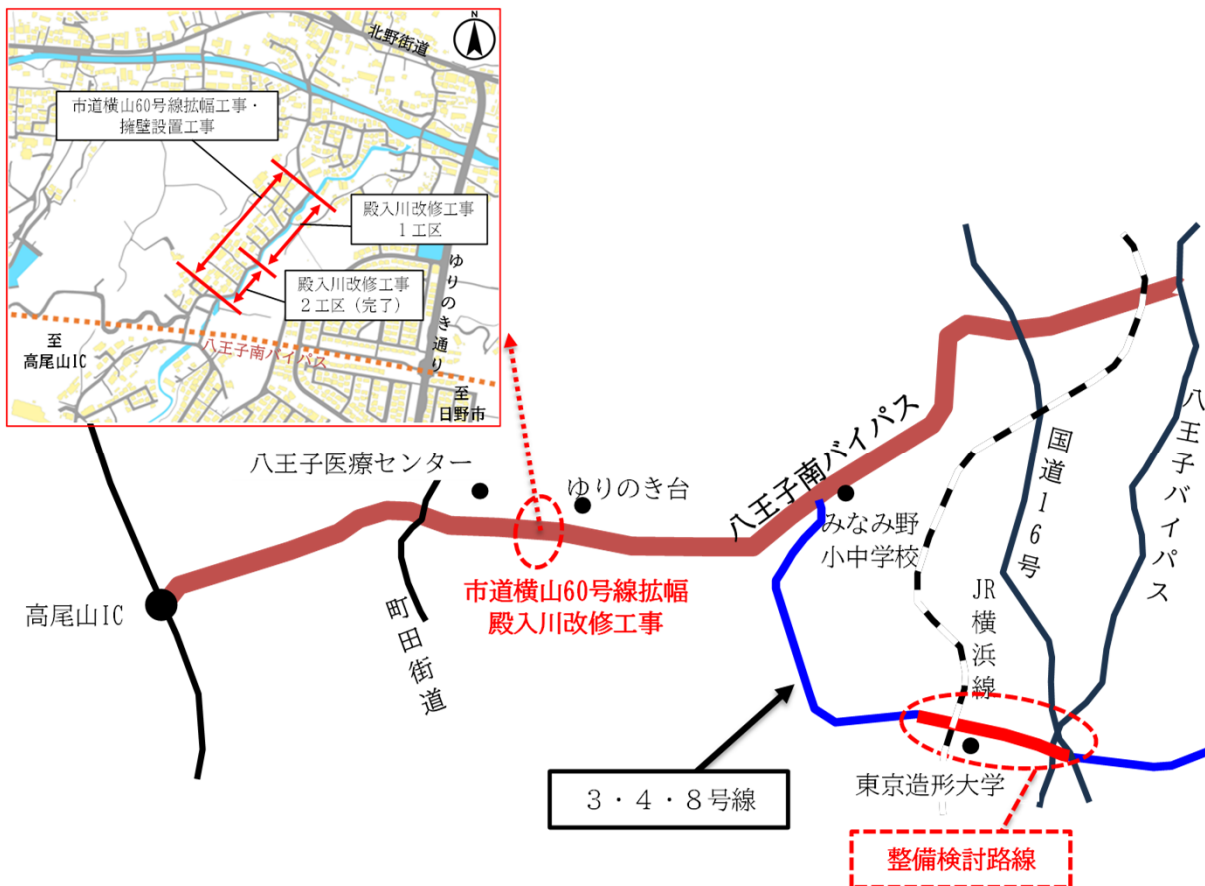 北野街道
市道横山60号線拡幅工事・
擁壁設置工事
殿入川改修工事
1工区
殿入川改修工事
2工区（完了）
ゆりのき通り
至
高尾山IC
八王子南バイパス
至
日野市
八王子医療センター
ゆりのき台
八王子南バイパス
みなみ野
小中学校
国道16号
八王子バイパス
市道横山60号線拡幅
殿入川改修工事
高尾山IC
町田街道
JR横浜線
東京造形大学
３・４・８号線
整備検討路線